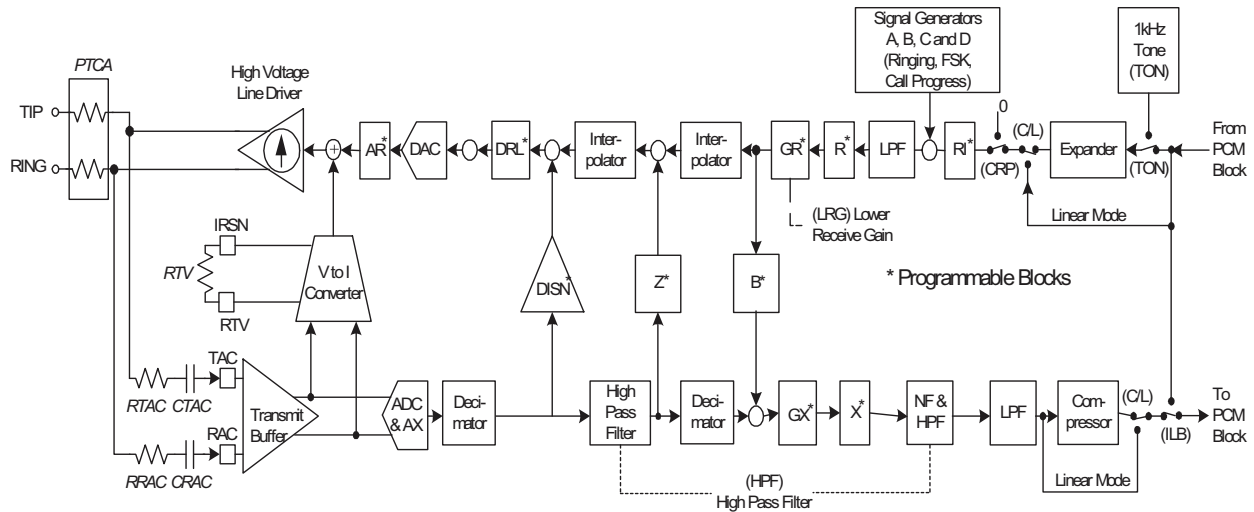 Signal Generators
A, B, C and D
(Ringing, FSK,
Call Progress)
1kHz
Tone
(TON)
PTCA
High Voltage
Line Driver
TIP
RING
AR*
DAC
DRL*
Inter-
polator
Inter-
polator
GR*
R*
LPF
RI*
0
(C/L)
(CRP)
Expander
(TON)
From
PCM
Block
(LRG) Lower
Receive Gain
Linear Mode
IRSN
RTV
RTV
V to I
Converter
DISN*
Z*
B*
* Programmable Blocks
TAC
RTAC CTAC
RAC
RRAC CRAC
Transmit
Buffer
ADC
& AX
Deci-
mator
High
Pass
Filter
Deci-
mator
GX*
X*
NF &
HPF
LPF
Com-
pressor
(C/L)
(ILB)
To
PCM
Block
Linear Mode
(HPF)
High Pass Filter